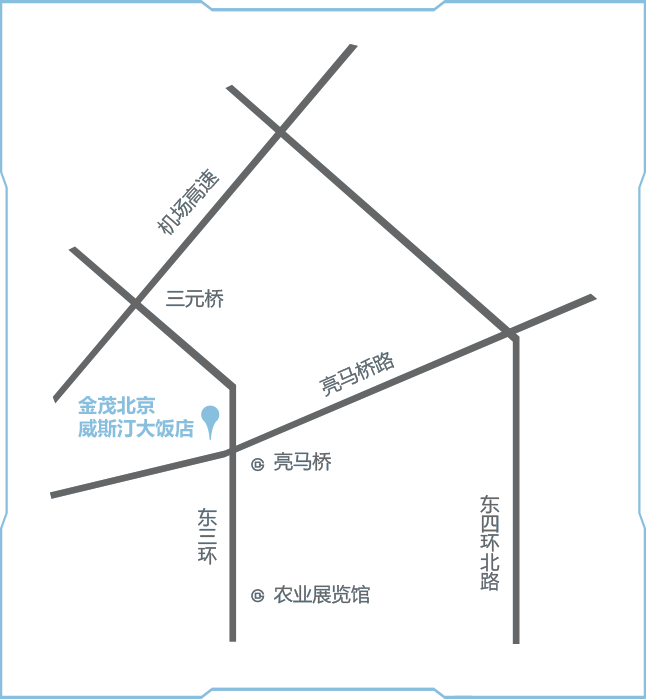 机场高速
三元桥
亮马桥路
金茂北京
威斯汀大饭店
亮马桥
东三环
东四环北路
农业展览馆